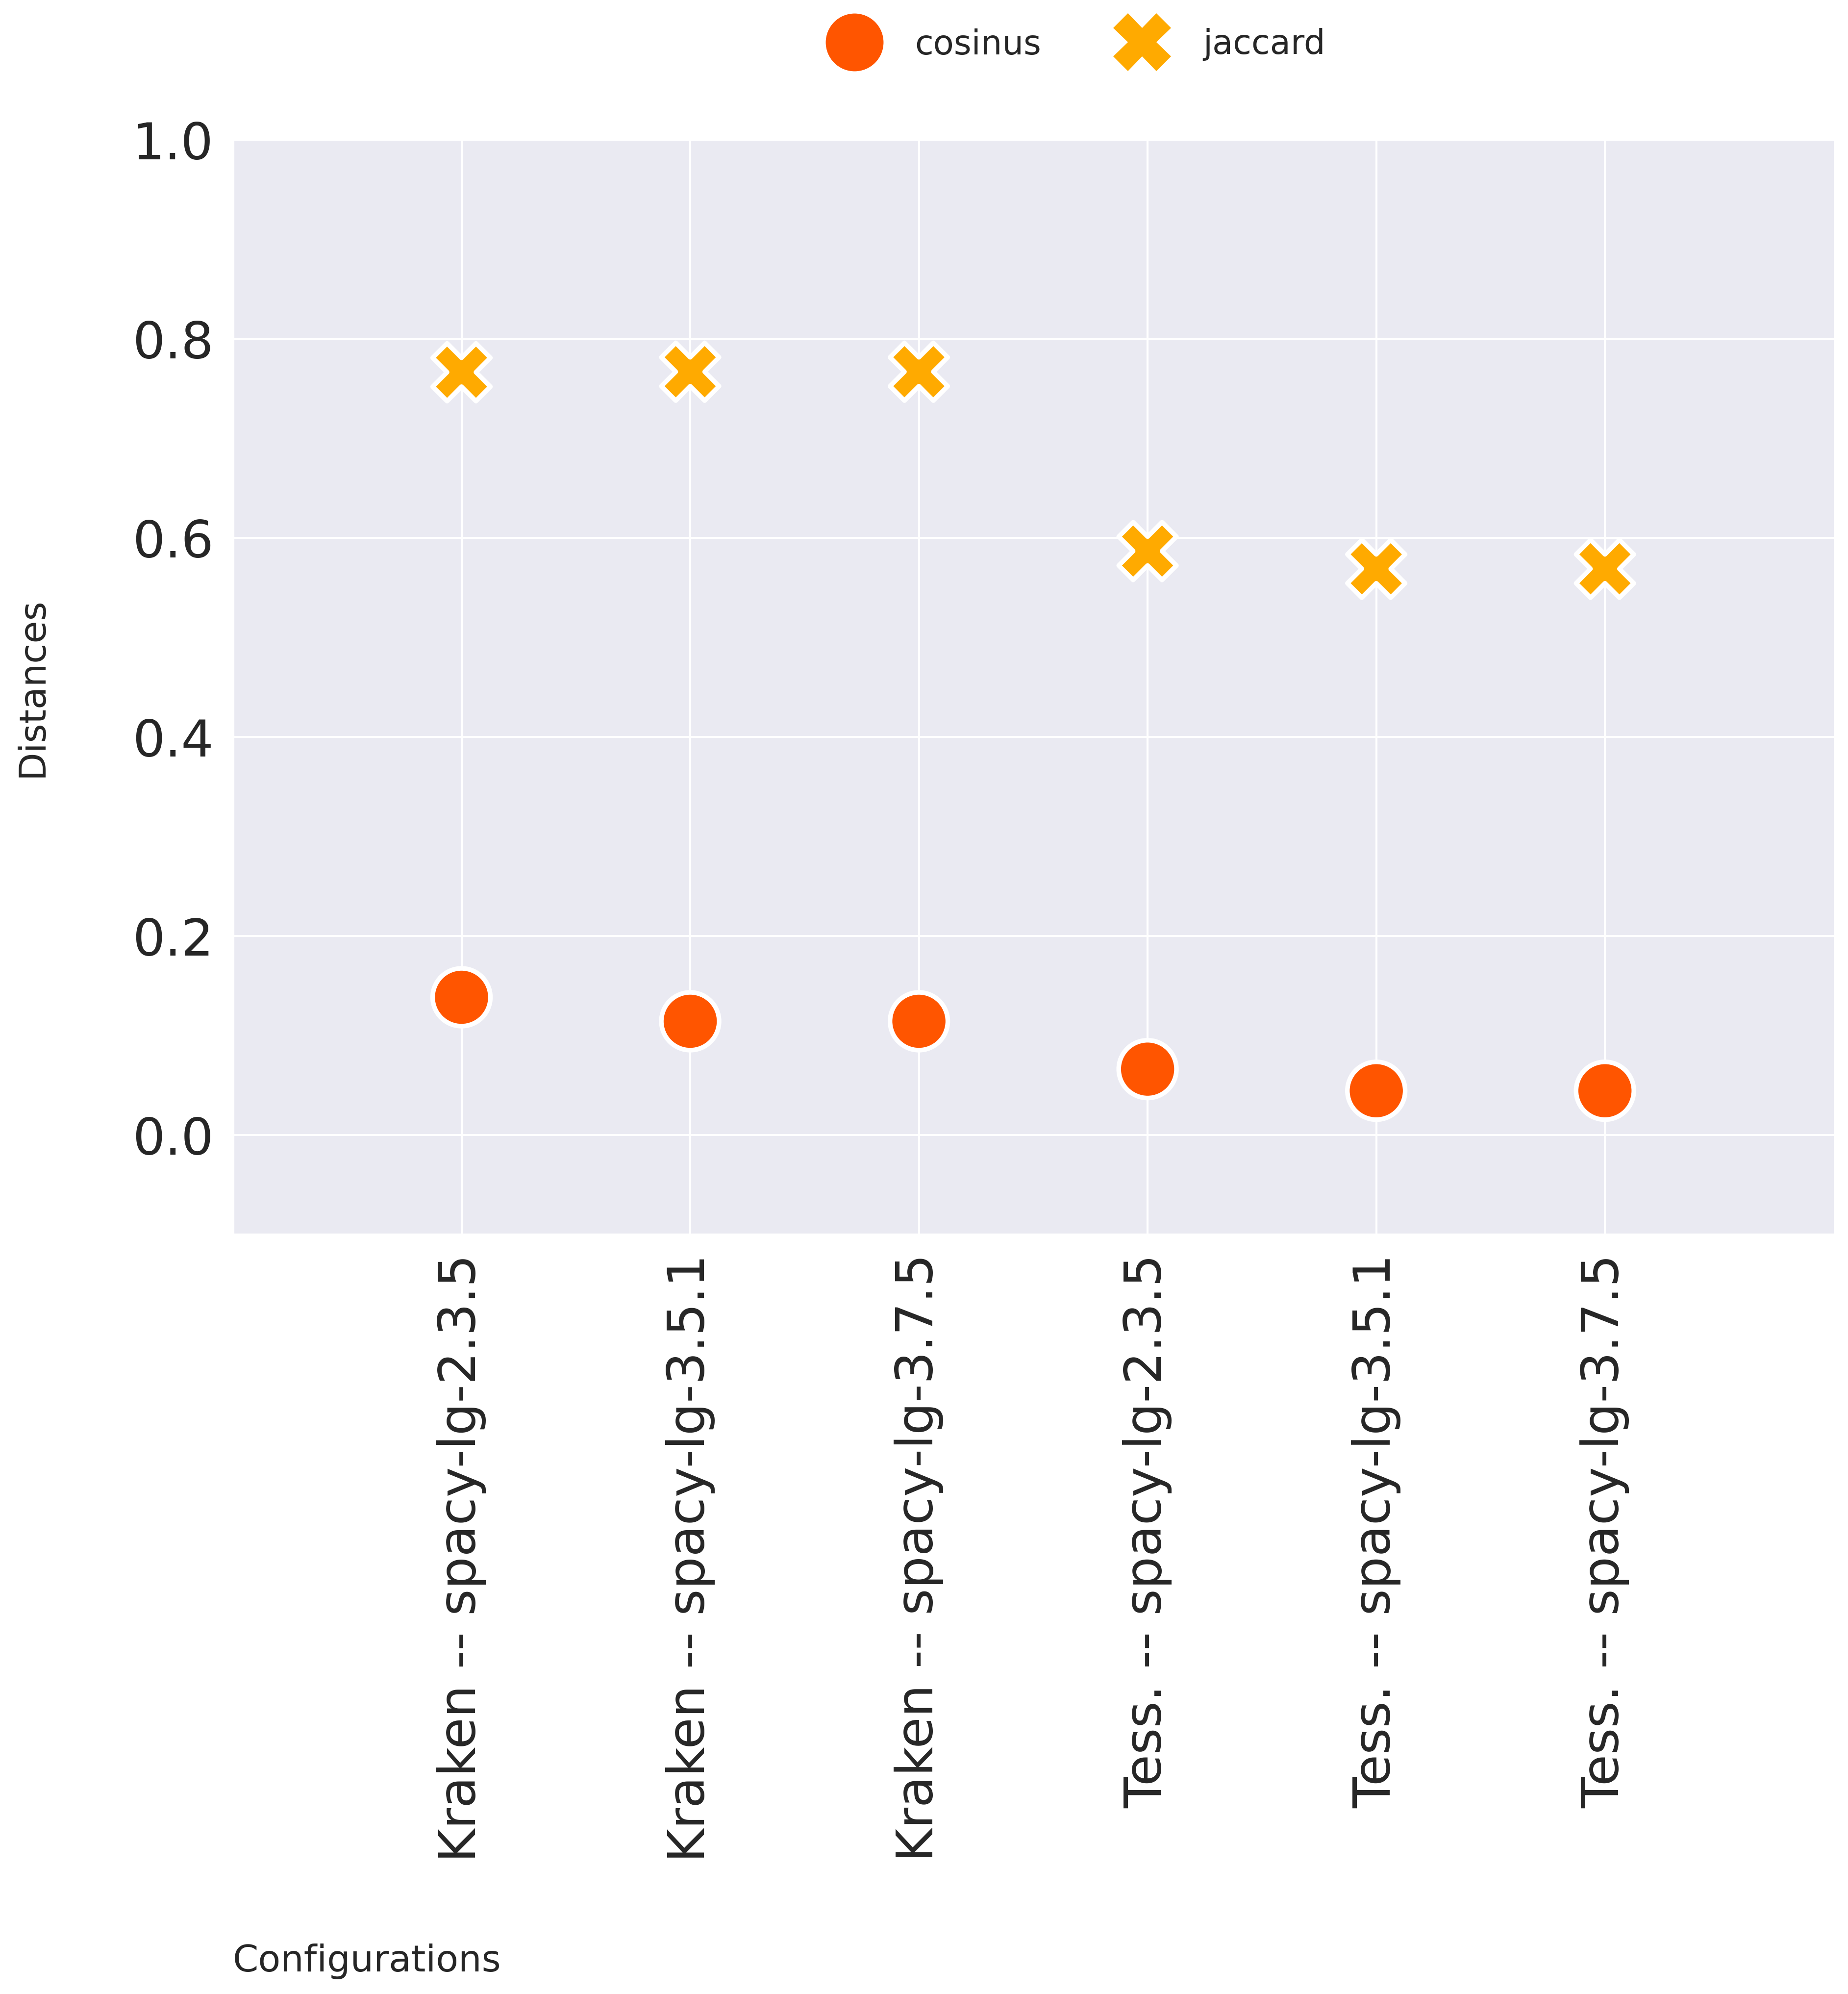 cosinus jaccard
1.0
0.8
0.6
0.4
0.2
0.0
Distances
Kraken -- spacy-lg-2.3.5
Kraken -- spacy-lg-3.5.1
Kraken -- spacy-lg-3.7.5
Tess. -- spacy-lg-2.3.5
Tess. -- spacy-lg-3.5.1
Tess. -- spacy-lg-3.7.5
Configurations